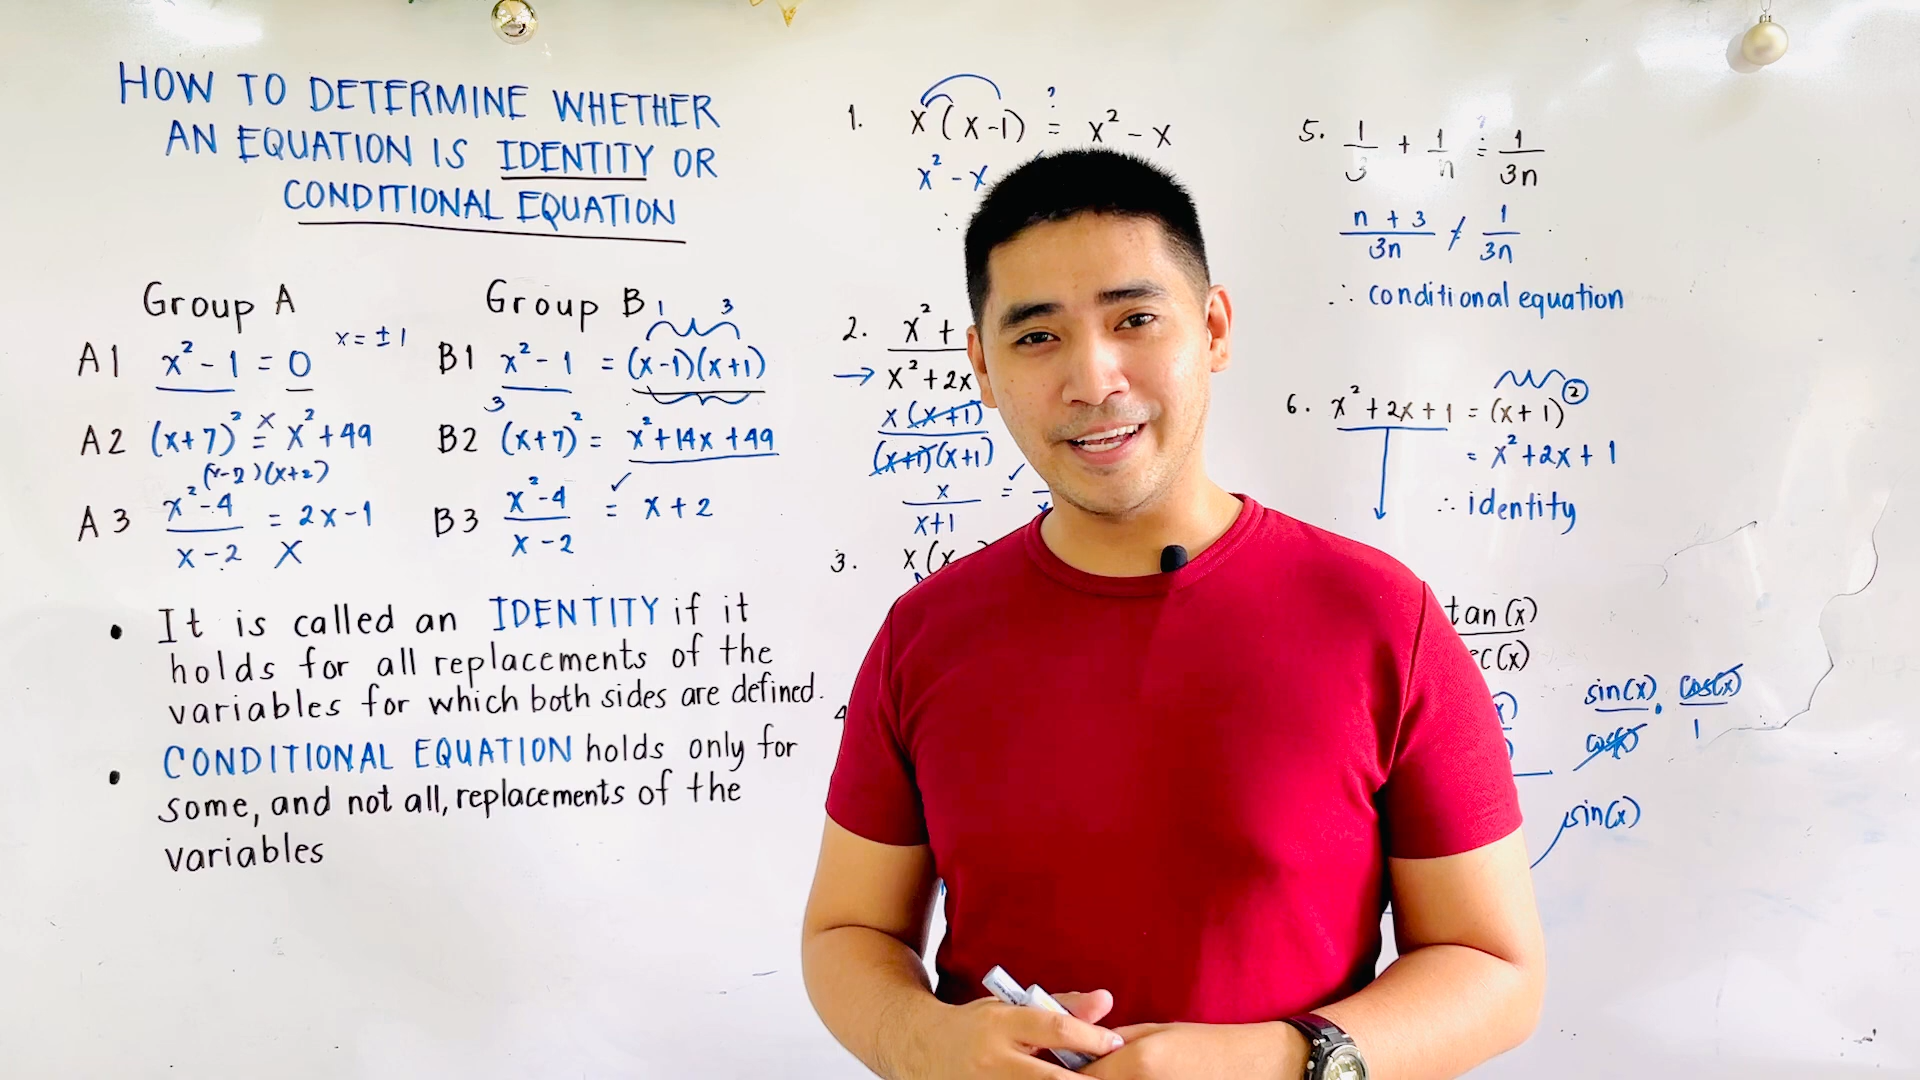 HOW TO DETERMINE WHETHER
AN EQUATION IS IDENTITY OR
CONDITIONAL EQUATION
Group A
x = ± 1
A1 x² - 1 = 0
A2 (x+7)² = x² + 49
(x-2)(x+2)
A3 x²-4 / x-2 = 2x-1
x
Group B
1 3
B1 x² - 1 = (x-1)(x+1)
3
B2 (x+7)² = x²+14x+49
B3 x²-4 / x-2 = x+2 ✓
• It is called an IDENTITY if it
holds for all replacements of the
variables for which both sides are defined.
• CONDITIONAL EQUATION holds only for
some, and not all, replacements of the
variables
1. x(x-1) ?= x² - x
x² - x
∴
2. x² +
→ x² + 2x
x(x+1)
(x+1)(x+1)
x / x+1 = ✓
3. x(x
4
5. 1/3 + 1/n ?= 1/3n
n + 3 / 3n ≠ 1/3n
∴ conditional equation
6. x² + 2x + 1 = (x+1)²
= x² + 2x + 1
∴ identity
tan(x)
ec(x)
sin(x) / cos(x) · cos(x) / 1
sin(x)